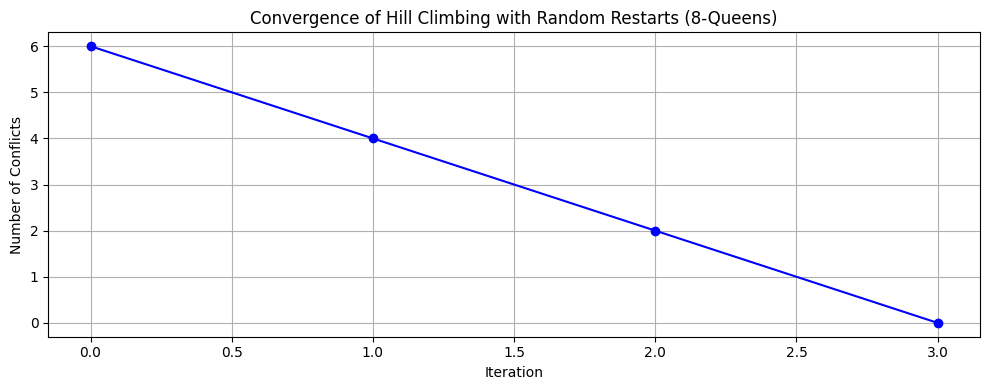 Convergence of Hill Climbing with Random Restarts (8-Queens)
Number of Conflicts
6
5
4
3
2
1
0
0.0 0.5 1.0 1.5 2.0 2.5 3.0
Iteration